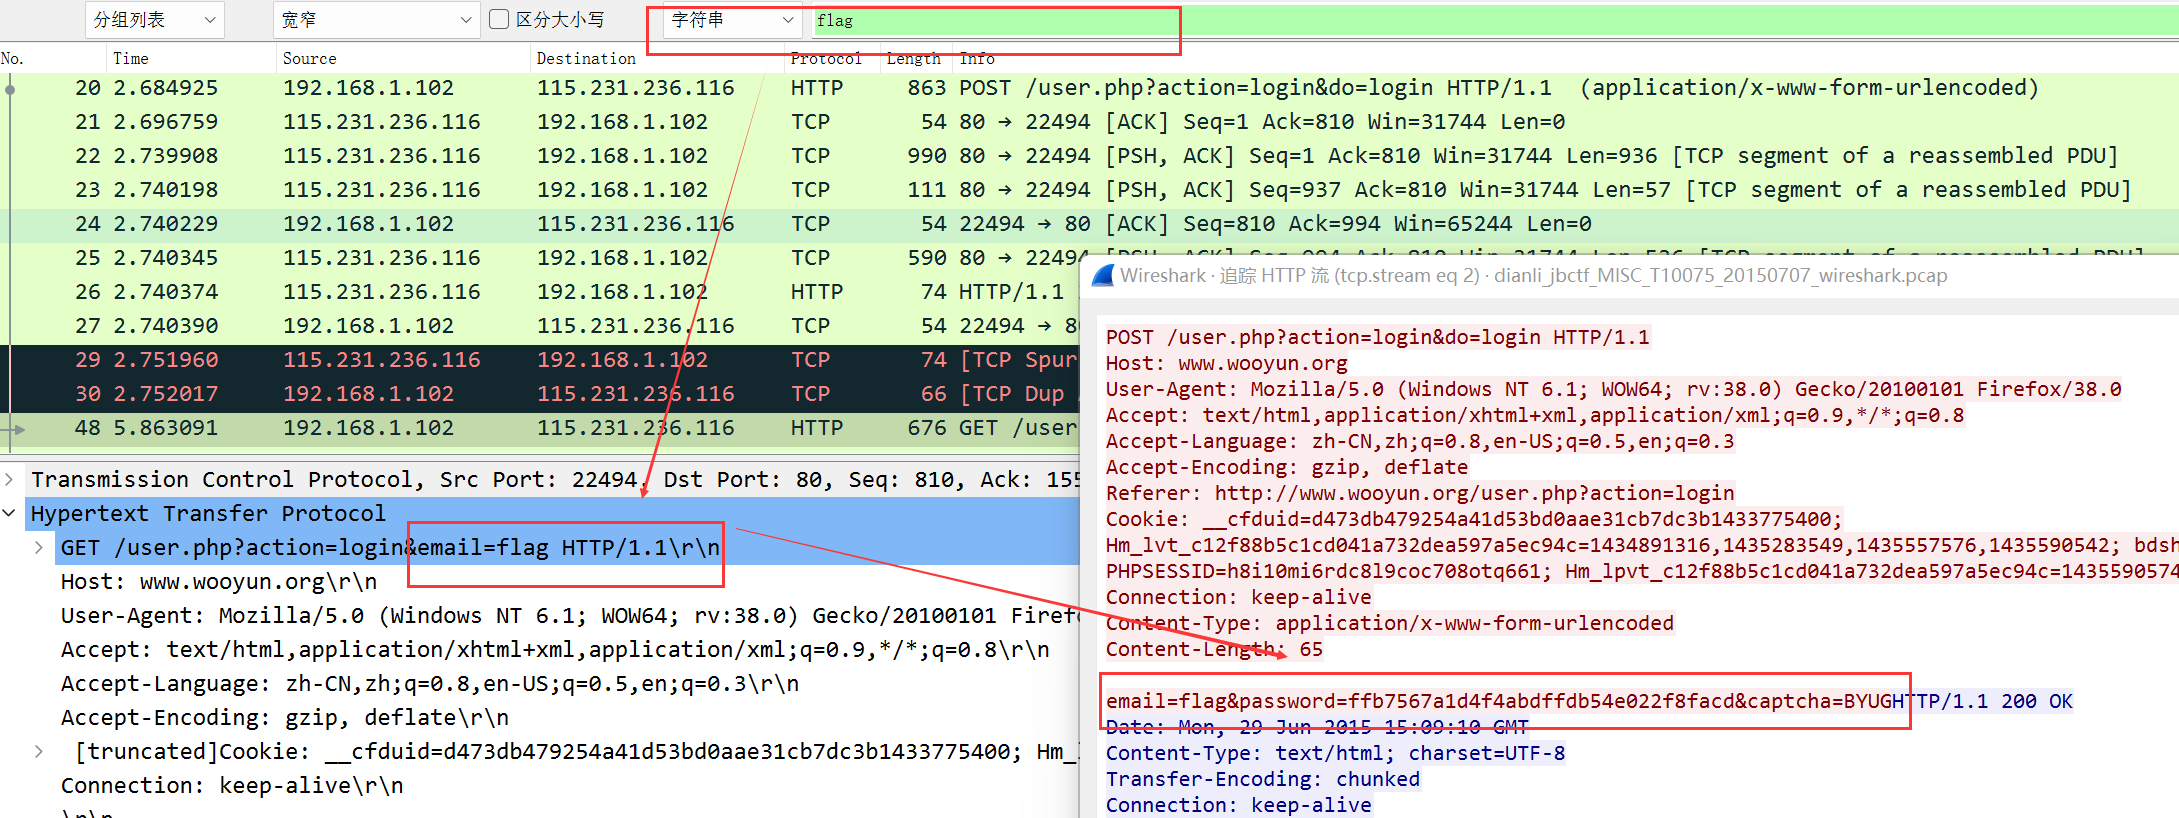 分组列表 宽窄 区分大小写 字符串 flag
No. Time Source Destination Protocol Length Info
20 2.684925 192.168.1.102 115.231.236.116 HTTP 863 POST /user.php?action=login&do=login HTTP/1.1 (application/x-www-form-urlencoded)
21 2.696759 115.231.236.116 192.168.1.102 TCP 54 80 → 22494 [ACK] Seq=1 Ack=810 Win=31744 Len=0
22 2.739908 115.231.236.116 192.168.1.102 TCP 990 80 → 22494 [PSH, ACK] Seq=1 Ack=810 Win=31744 Len=936 [TCP segment of a reassembled PDU]
23 2.740198 115.231.236.116 192.168.1.102 TCP 111 80 → 22494 [PSH, ACK] Seq=937 Ack=810 Win=31744 Len=57 [TCP segment of a reassembled PDU]
24 2.740229 192.168.1.102 115.231.236.116 TCP 54 22494 → 80 [ACK] Seq=810 Ack=994 Win=65244 Len=0
25 2.740345 115.231.236.116 192.168.1.102 TCP 590 80 → 22494 [PSH, ACK] Seq=994 Ack=810 Win=31744 Len=536 [TCP segment of a reassembled PDU]
26 2.740374 115.231.236.116 192.168.1.102 HTTP 74 HTTP/1.1
27 2.740390 192.168.1.102 115.231.236.116 TCP 54 22494 → 8
29 2.751960 115.231.236.116 192.168.1.102 TCP 74 [TCP Spur
30 2.752017 192.168.1.102 115.231.236.116 TCP 66 [TCP Dup
48 5.863091 192.168.1.102 115.231.236.116 HTTP 676 GET /user
Transmission Control Protocol, Src Port: 22494, Dst Port: 80, Seq: 810, Ack: 155
Hypertext Transfer Protocol
GET /user.php?action=login&email=flag HTTP/1.1\r\n
Host: www.wooyun.org\r\n
User-Agent: Mozilla/5.0 (Windows NT 6.1; WOW64; rv:38.0) Gecko/20100101 Firef
Accept: text/html,application/xhtml+xml,application/xml;q=0.9,*/*;q=0.8\r\n
Accept-Language: zh-CN,zh;q=0.8,en-US;q=0.5,en;q=0.3\r\n
Accept-Encoding: gzip, deflate\r\n
[truncated]Cookie: __cfduid=d473db479254a41d53bd0aae31cb7dc3b1433775400; Hm_l
Connection: keep-alive\r\n
\r\n
Wireshark · 追踪 HTTP 流 (tcp.stream eq 2) · dianli_jbctf_MISC_T10075_20150707_wireshark.pcap
POST /user.php?action=login&do=login HTTP/1.1
Host: www.wooyun.org
User-Agent: Mozilla/5.0 (Windows NT 6.1; WOW64; rv:38.0) Gecko/20100101 Firefox/38.0
Accept: text/html,application/xhtml+xml,application/xml;q=0.9,*/*;q=0.8
Accept-Language: zh-CN,zh;q=0.8,en-US;q=0.5,en;q=0.3
Accept-Encoding: gzip, deflate
Referer: http://www.wooyun.org/user.php?action=login
Cookie: __cfduid=d473db479254a41d53bd0aae31cb7dc3b1433775400;
Hm_lvt_c12f88b5c1cd041a732dea597a5ec94c=1434891316,1435283549,1435557576,1435590542; bdsh
PHPSESSID=h8i10mi6rdc8l9coc708otq661; Hm_lpvt_c12f88b5c1cd041a732dea597a5ec94c=1435590574
Connection: keep-alive
Content-Type: application/x-www-form-urlencoded
Content-Length: 65
email=flag&password=ffb7567a1d4f4abdffdb54e022f8facd&captcha=BYUGHTTP/1.1 200 OK
Date: Mon, 29 Jun 2015 15:09:10 GMT
Content-Type: text/html; charset=UTF-8
Transfer-Encoding: chunked
Connection: keep-alive